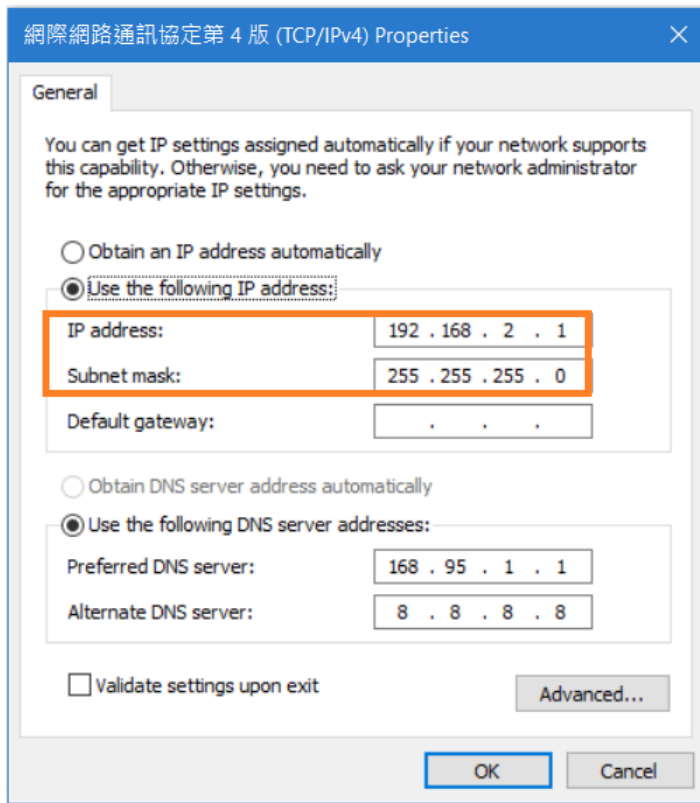 網際網路通訊協定第 4 版 (TCP/IPv4) Properties
General
You can get IP settings assigned automatically if your network supports
this capability. Otherwise, you need to ask your network administrator
for the appropriate IP settings.
Obtain an IP address automatically
Use the following IP address:
IP address: 192 . 168 . 2 . 1
Subnet mask: 255 . 255 . 255 . 0
Default gateway: . . .
Obtain DNS server address automatically
Use the following DNS server addresses:
Preferred DNS server: 168 . 95 . 1 . 1
Alternate DNS server: 8 . 8 . 8 . 8
Validate settings upon exit
Advanced...
OK Cancel